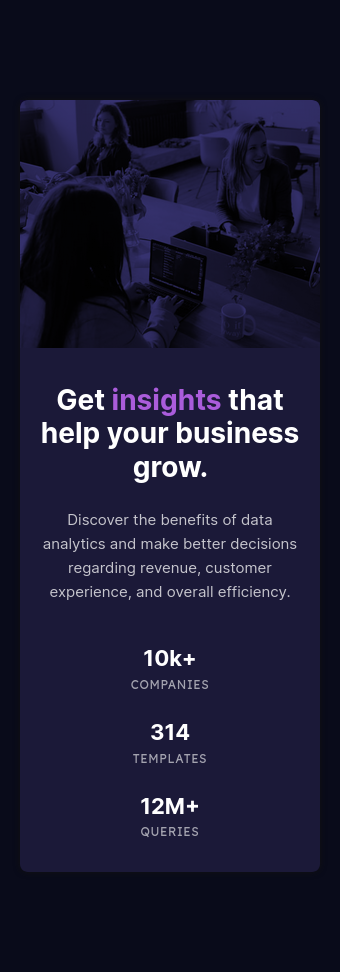 Get insights that
help your business
grow.
Discover the benefits of data
analytics and make better decisions
regarding revenue, customer
experience, and overall efficiency.
10k+
COMPANIES
314
TEMPLATES
12M+
QUERIES